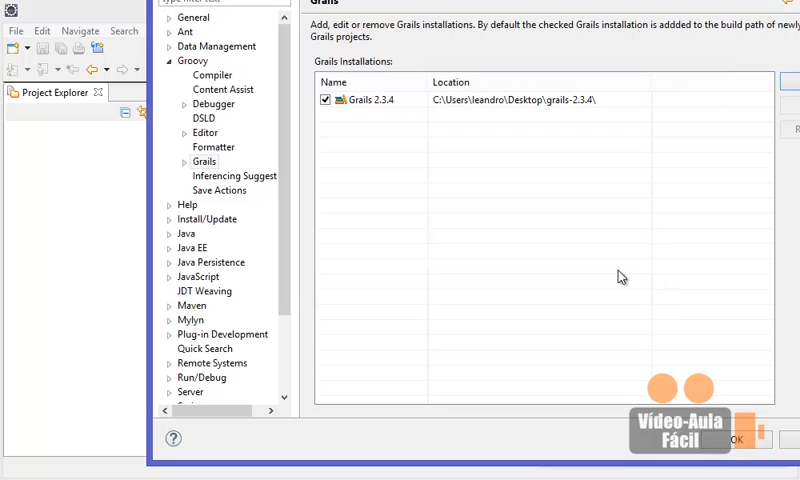 Grails
type filter text
File Edit Navigate Search
Project Explorer
General
Ant
Data Management
Groovy
Compiler
Content Assist
Debugger
DSLD
Editor
Formatter
Grails
Inferencing Suggest
Save Actions
Help
Install/Update
Java
Java EE
Java Persistence
JavaScript
JDT Weaving
Maven
Mylyn
Plug-in Development
Quick Search
Remote Systems
Run/Debug
Server
Add, edit or remove Grails installations. By default the checked Grails installation is addded to the build path of newly
Grails projects.
Grails Installations:
Name Location
Grails 2.3.4 C:\Users\leandro\Desktop\grails-2.3.4\
R
Vídeo-Aula
Fácil
OK